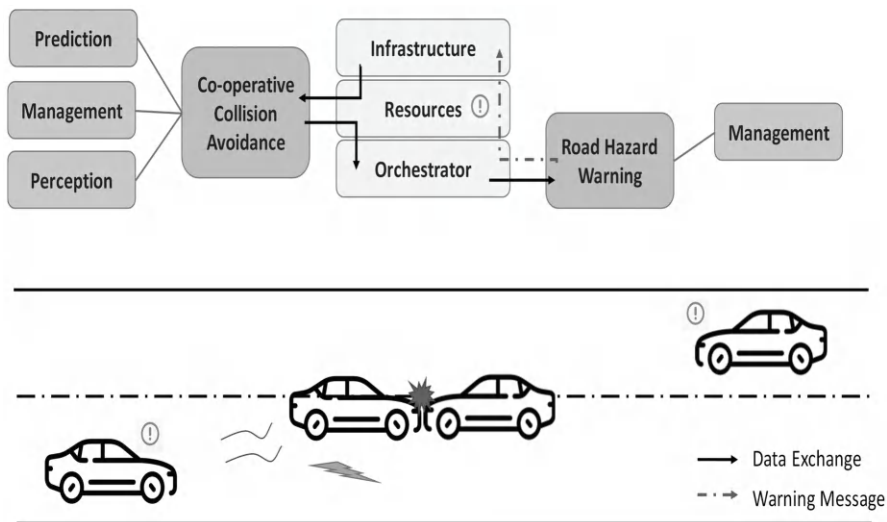 Prediction
Management
Perception
Co-operative
Collision
Avoidance
Infrastructure
Resources
Orchestrator
Road Hazard
Warning
Management
Data Exchange
Warning Message